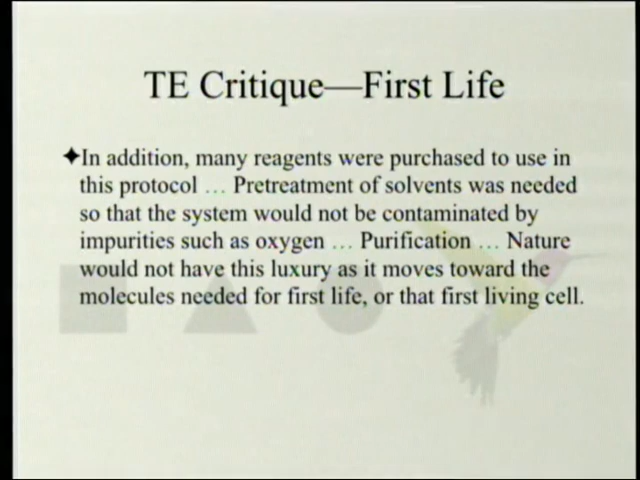 TE Critique—First Life
✦In addition, many reagents were purchased to use in
this protocol … Pretreatment of solvents was needed
so that the system would not be contaminated by
impurities such as oxygen … Purification … Nature
would not have this luxury as it moves toward the
molecules needed for first life, or that first living cell.